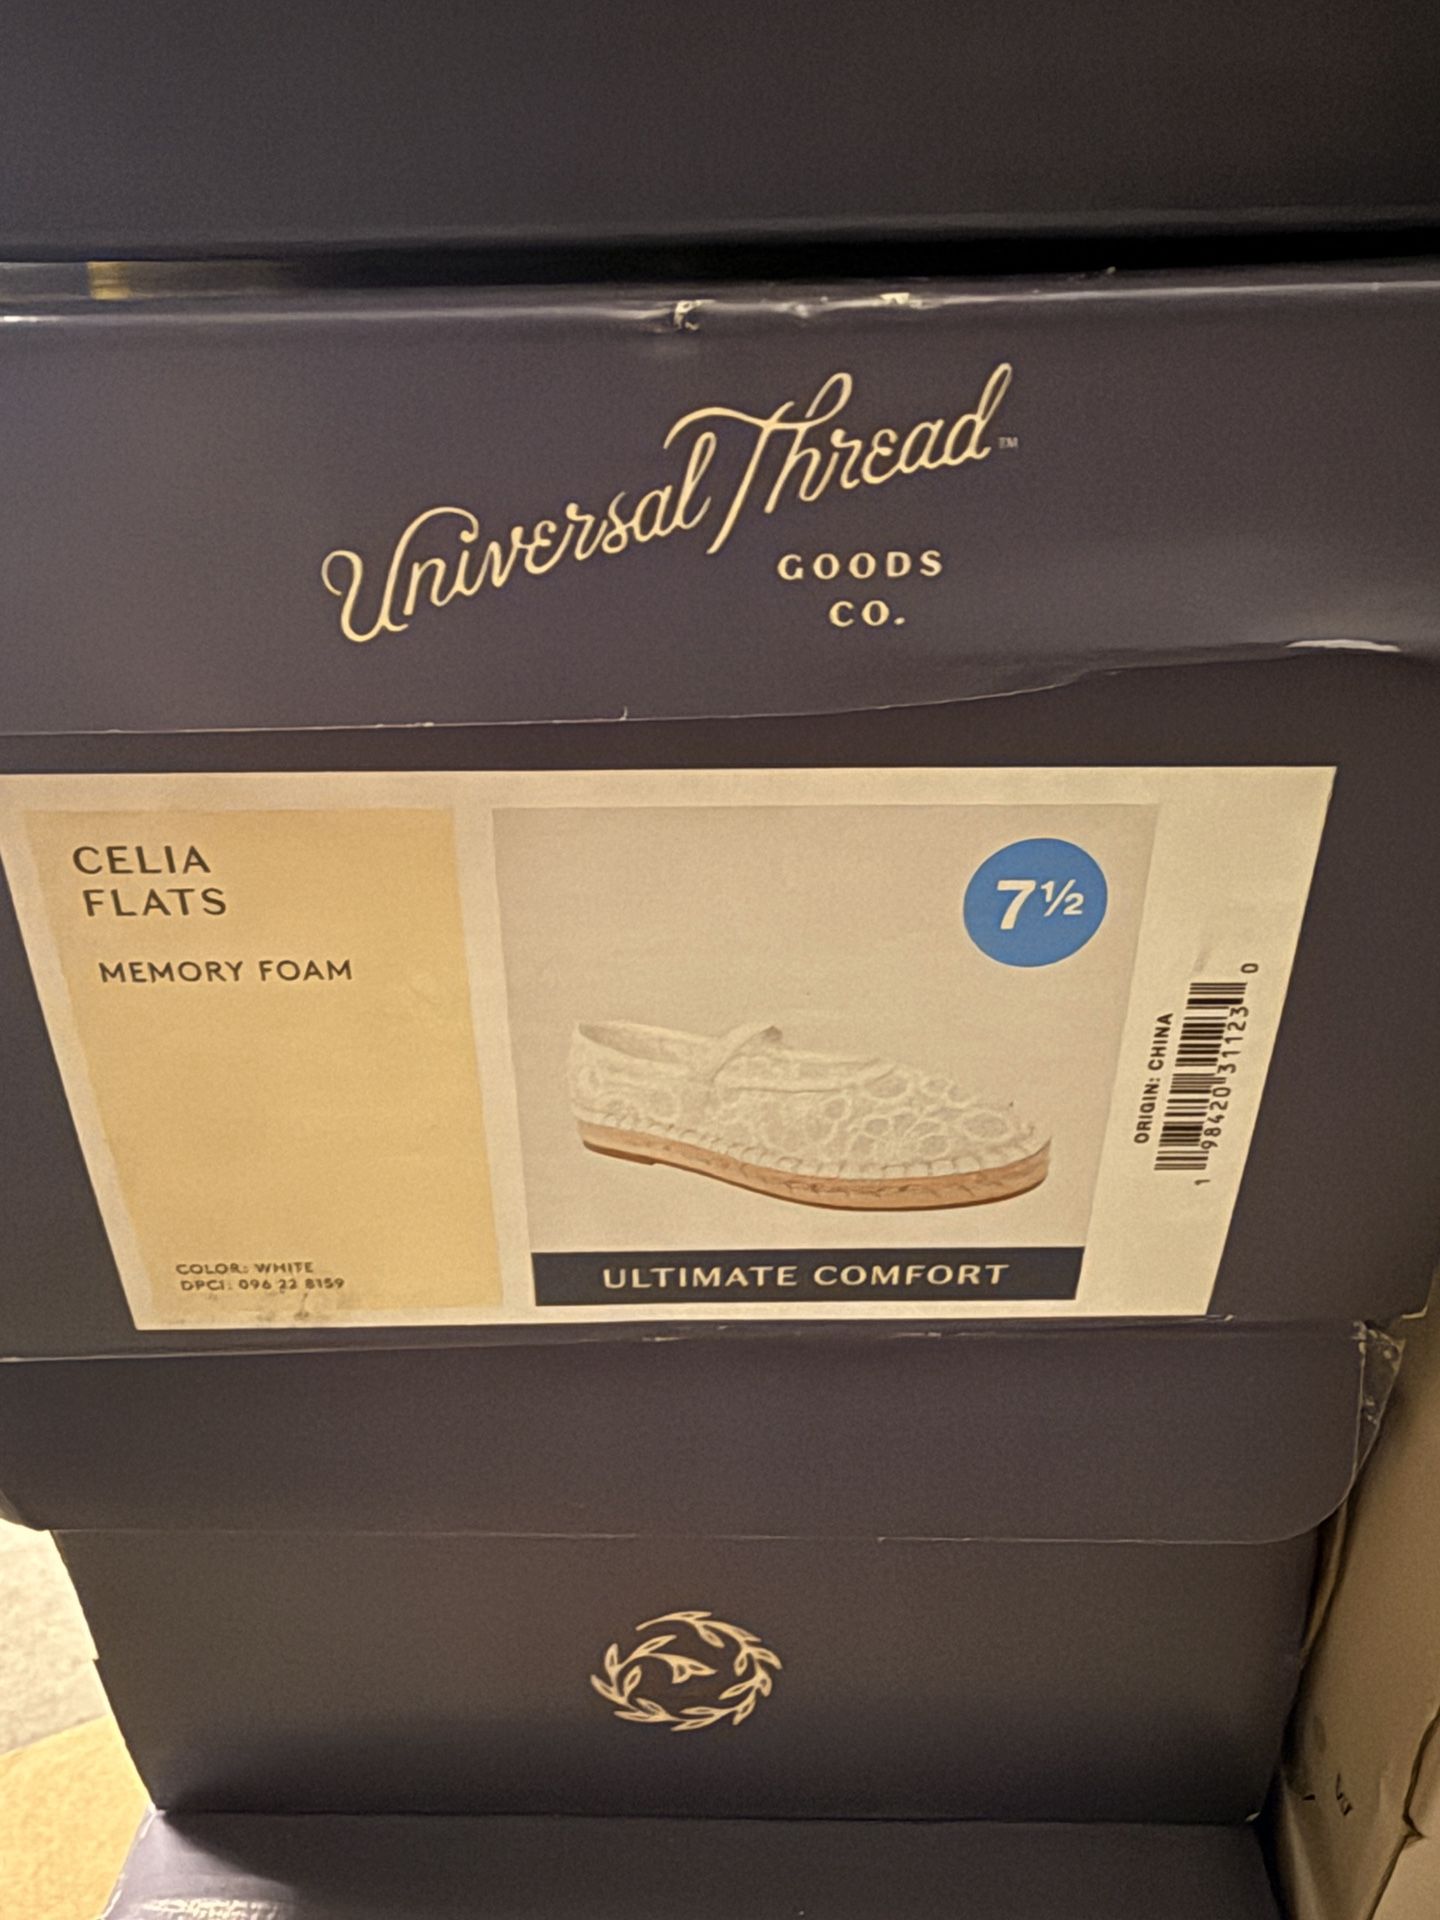 Universal Thread™
GOODS
CO.
CELIA
FLATS
MEMORY FOAM
COLOR: WHITE
DPCI: 096 22 8159
7½
ULTIMATE COMFORT
ORIGIN: CHINA
1 98420 31123 0